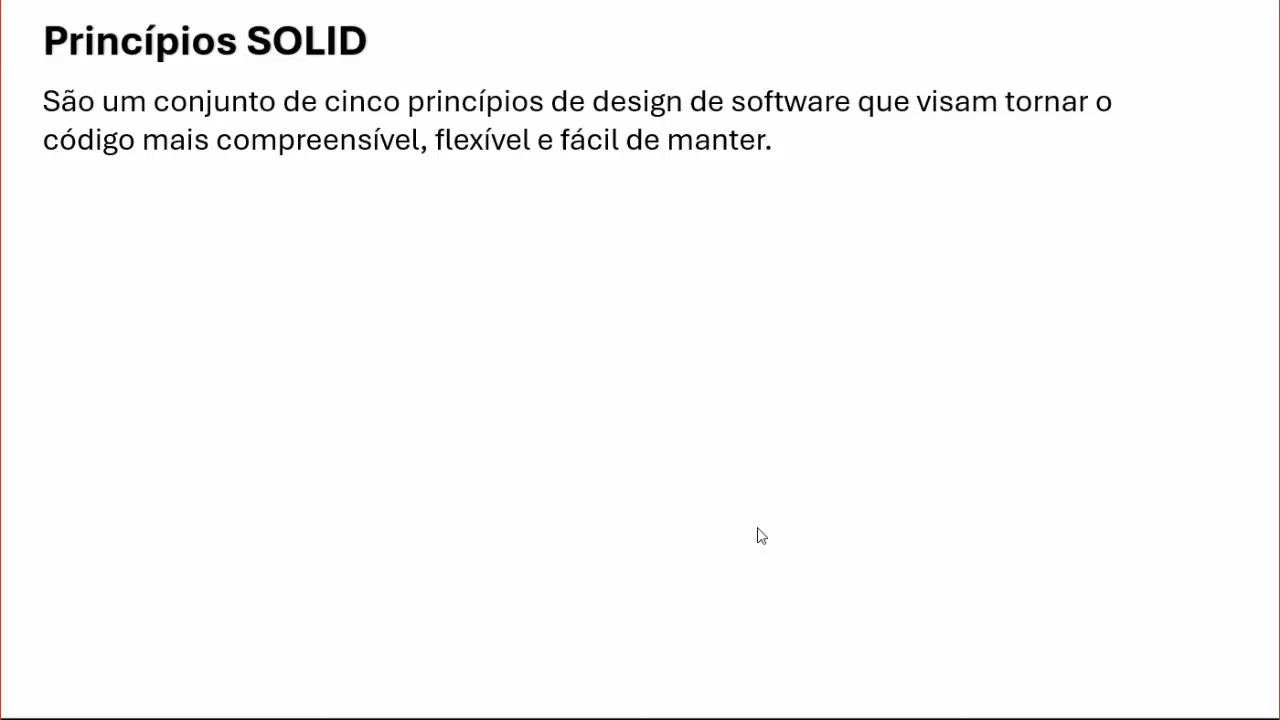 Princípios SOLID
São um conjunto de cinco princípios de design de software que visam tornar o
código mais compreensível, flexível e fácil de manter.